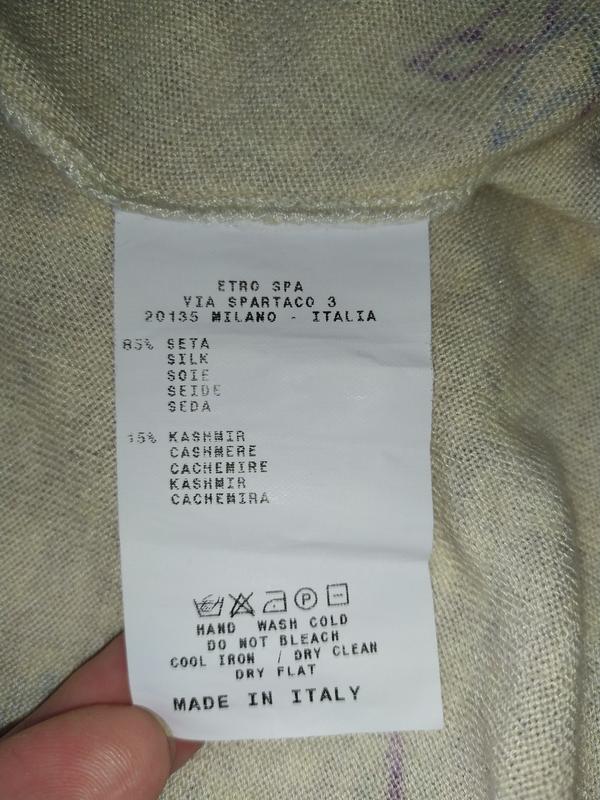 ETRO SPA
VIA SPARTACO 3
20135 MILANO - ITALIA
85% SETA
SILK
SOIE
SEIDE
SEDA
15% KASHMIR
CASHMERE
CACHEMIRE
KASHMIR
CACHEMIRA
P
HAND WASH COLD
DO NOT BLEACH
COOL IRON / DRY CLEAN
DRY FLAT
MADE IN ITALY